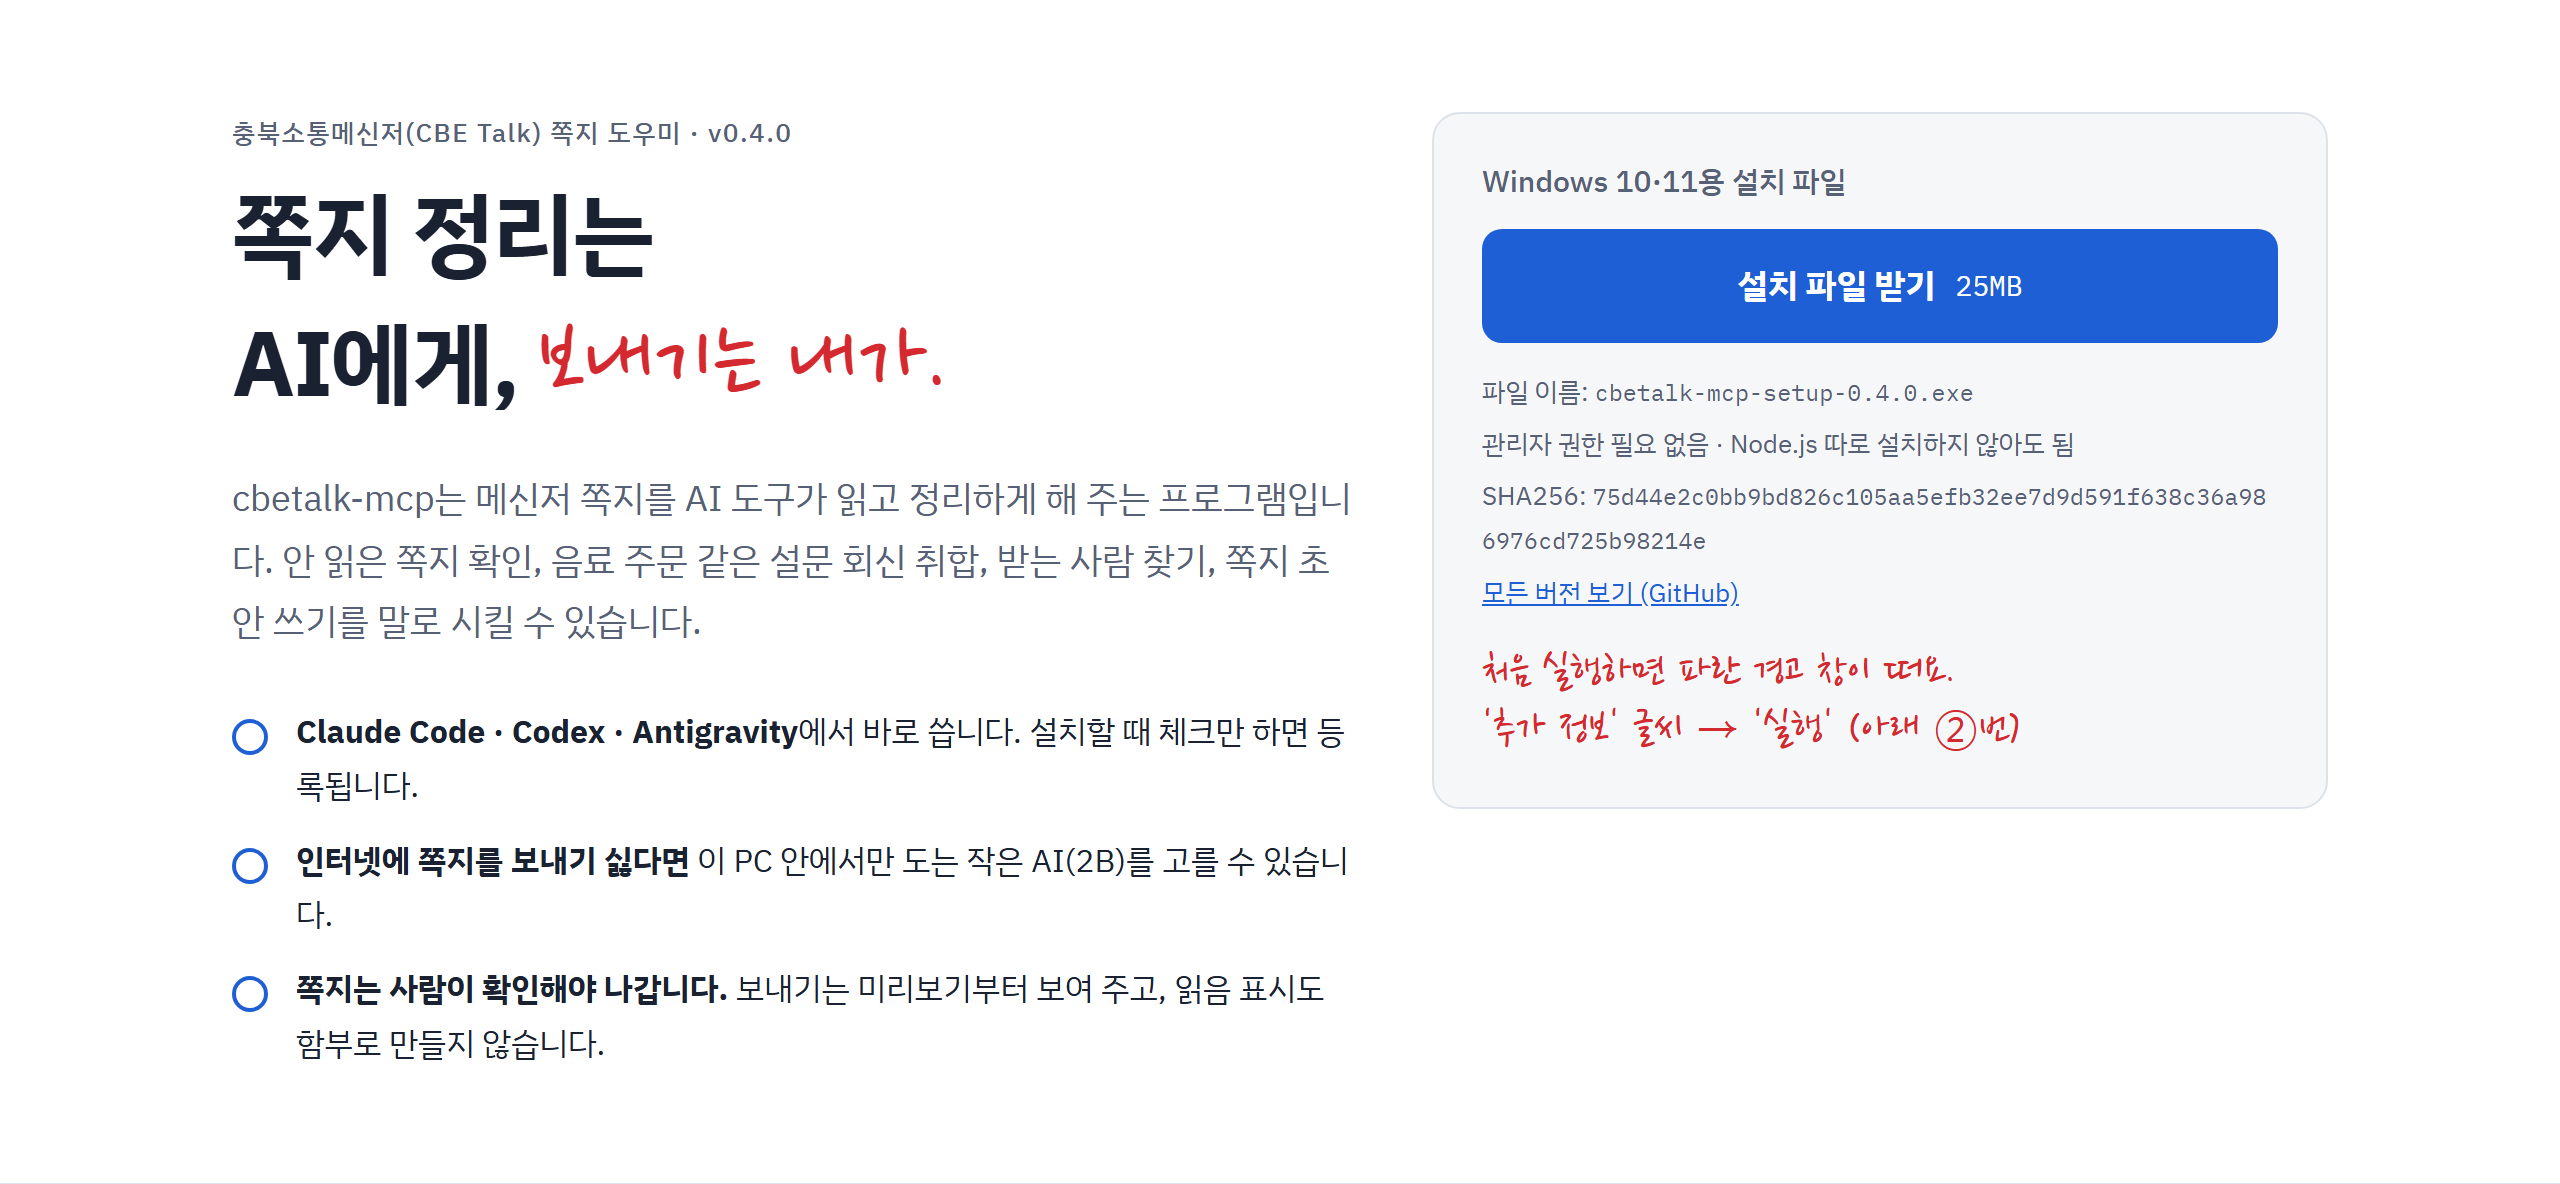 충북소통메신저(CBE Talk) 쪽지 도우미 · v0.4.0
쪽지 정리는
AI에게, 보내기는 내가.
cbetalk-mcp는 메신저 쪽지를 AI 도구가 읽고 정리하게 해 주는 프로그램입니
다. 안 읽은 쪽지 확인, 음료 주문 같은 설문 회신 취합, 받는 사람 찾기, 쪽지 초
안 쓰기를 말로 시킬 수 있습니다.
Claude Code · Codex · Antigravity에서 바로 씁니다. 설치할 때 체크만 하면 등
록됩니다.
인터넷에 쪽지를 보내기 싫다면 이 PC 안에서만 도는 작은 AI(2B)를 고를 수 있습니
다.
쪽지는 사람이 확인해야 나갑니다. 보내기는 미리보기부터 보여 주고, 읽음 표시도
함부로 만들지 않습니다.
Windows 10·11용 설치 파일
설치 파일 받기 25MB
파일 이름: cbetalk-mcp-setup-0.4.0.exe
관리자 권한 필요 없음 · Node.js 따로 설치하지 않아도 됨
SHA256: 75d44e2c0bb9bd826c105aa5efb32ee7d9d591f638c36a98
6976cd725b98214e
모든 버전 보기 (GitHub)
처음 실행하면 파란 경고 창이 떠요.
'추가 정보' 글씨 → '실행' (아래 ②번)